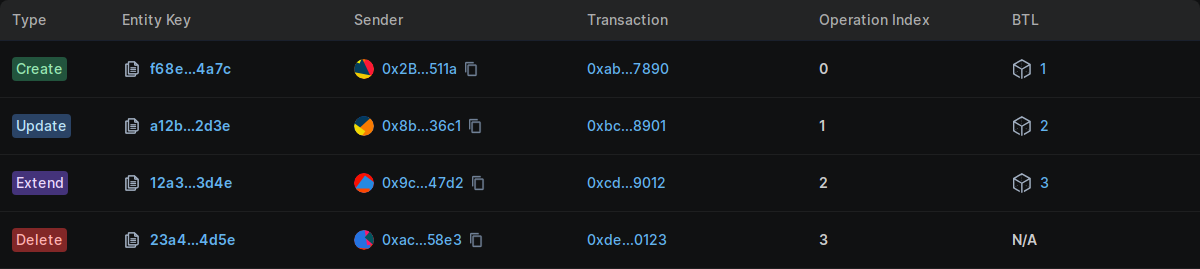 Type Entity Key Sender Transaction Operation Index BTL
Create f68e...4a7c 0x2B...511a 0xab...7890 0 1
Update a12b...2d3e 0x8b...36c1 0xbc...8901 1 2
Extend 12a3...3d4e 0x9c...47d2 0xcd...9012 2 3
Delete 23a4...4d5e 0xac...58e3 0xde...0123 3 N/A